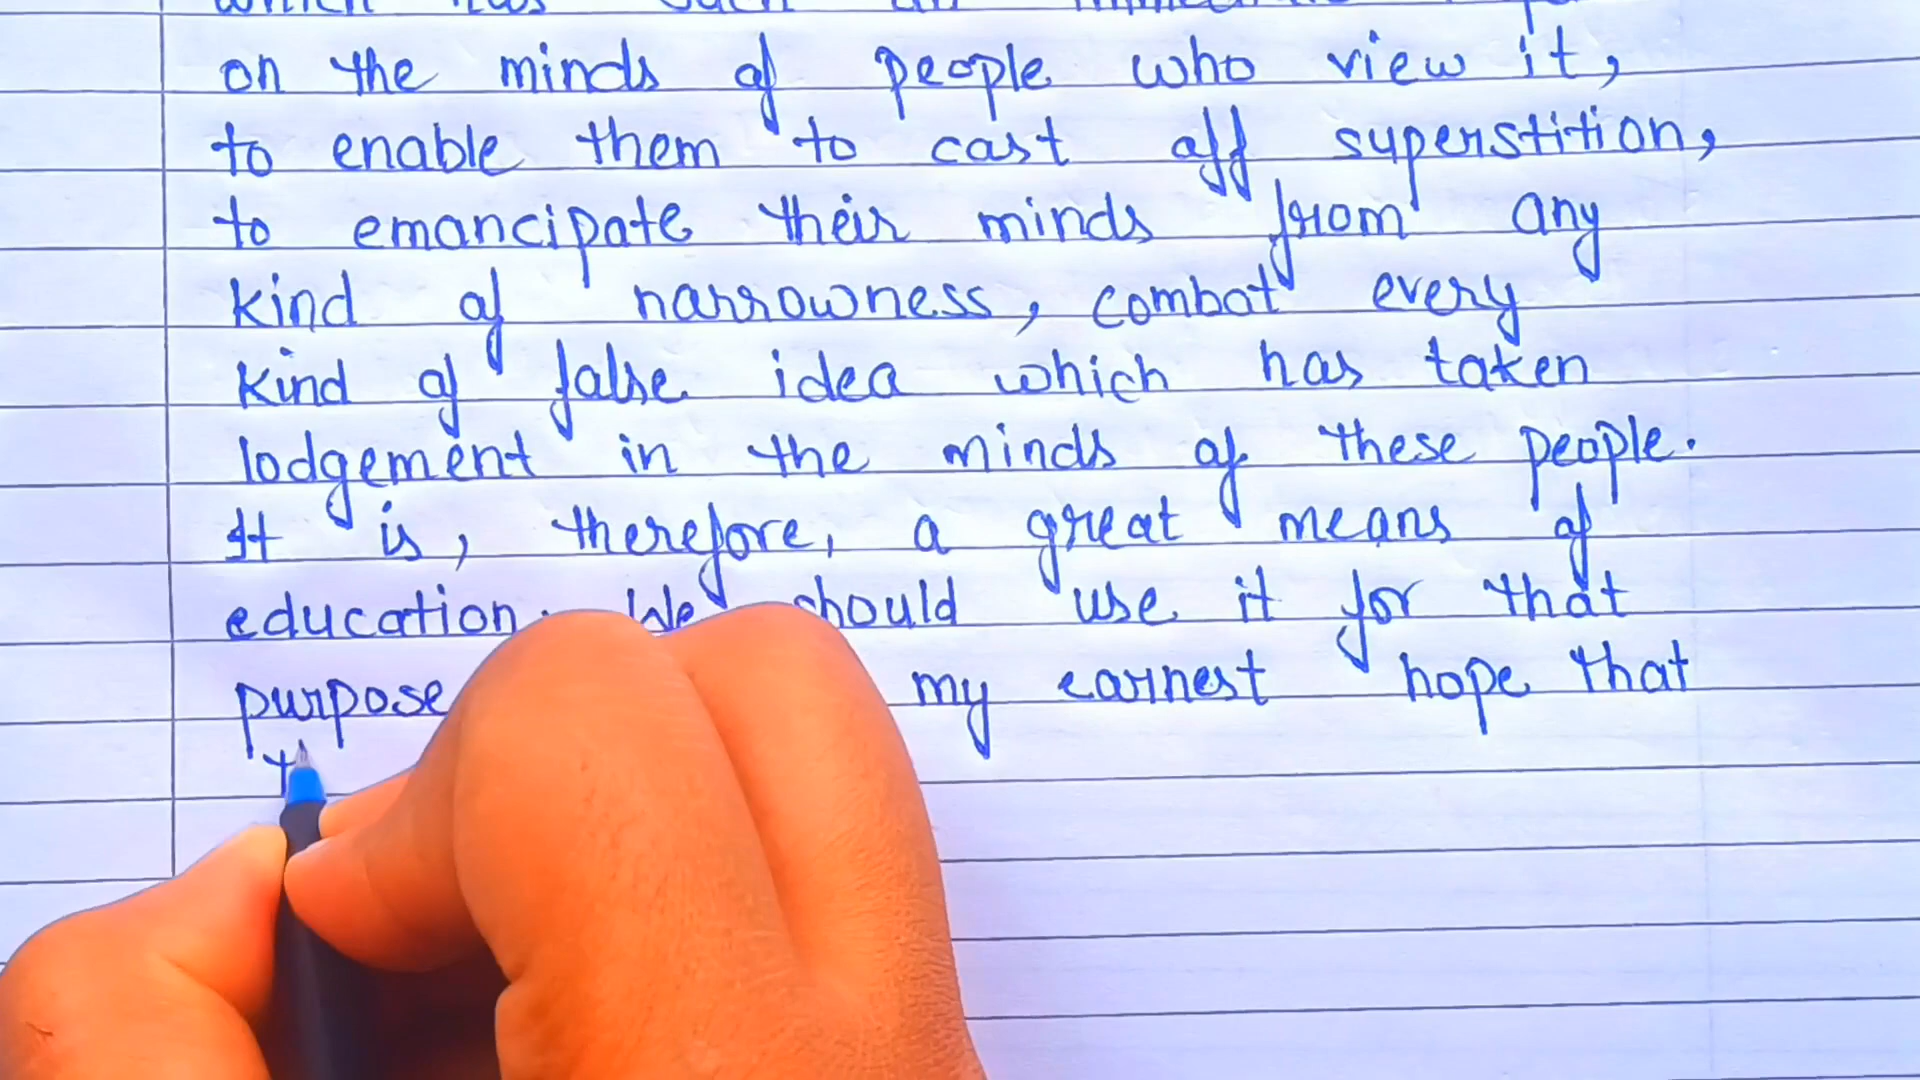 on the minds of people who view it,
to enable them to cast off superstition,
to emancipate their minds from any
kind of narrowness, combat every
kind of false idea which has taken
lodgement in the minds of these people.
It is, therefore, a great means of
education. We should use it for that
purpose my earnest hope that